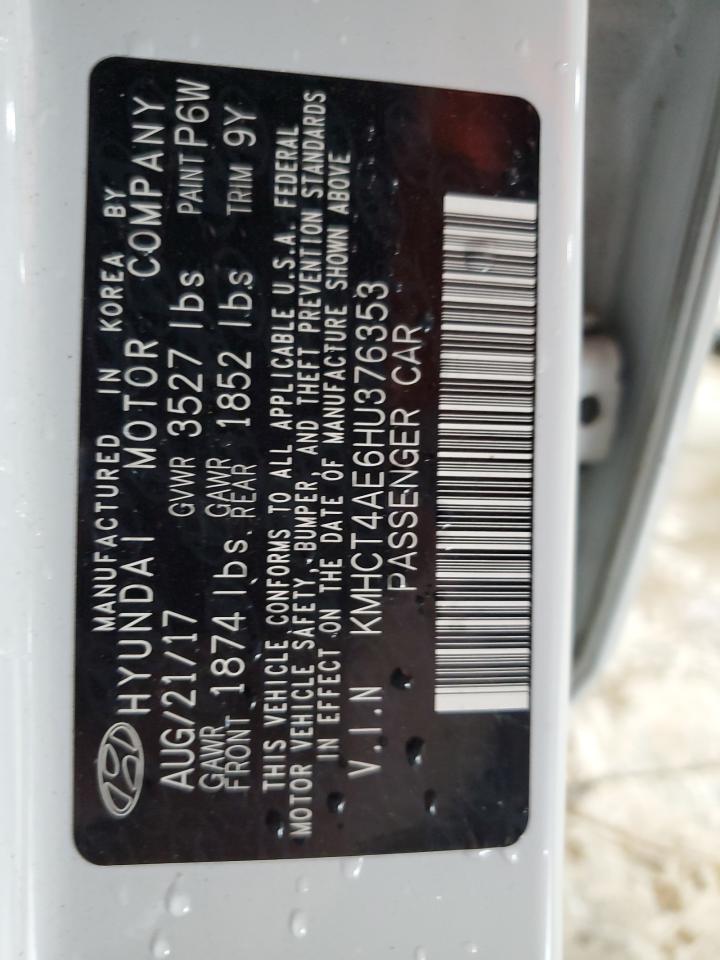 MANUFACTURED IN KOREA BY
HYUNDAI MOTOR COMPANY
AUG/21/17 GVWR 3527 lbs PAINT P6W
GAWR FRONT 1874 lbs. GAWR REAR 1852 lbs TRIM 9Y
THIS VEHICLE CONFORMS TO ALL APPLICABLE U.S.A. FEDERAL
MOTOR VEHICLE SAFETY, BUMPER, AND THEFT PREVENTION STANDARDS
IN EFFECT ON THE DATE OF MANUFACTURE SHOWN ABOVE
V.I.N KMHCT4AE6HU376353
PASSENGER CAR